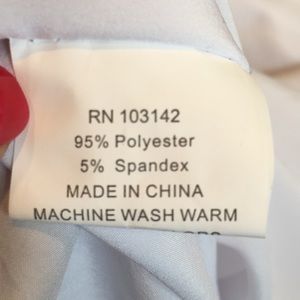 RN 103142
95% Polyester
5% Spandex
MADE IN CHINA
MACHINE WASH WARM